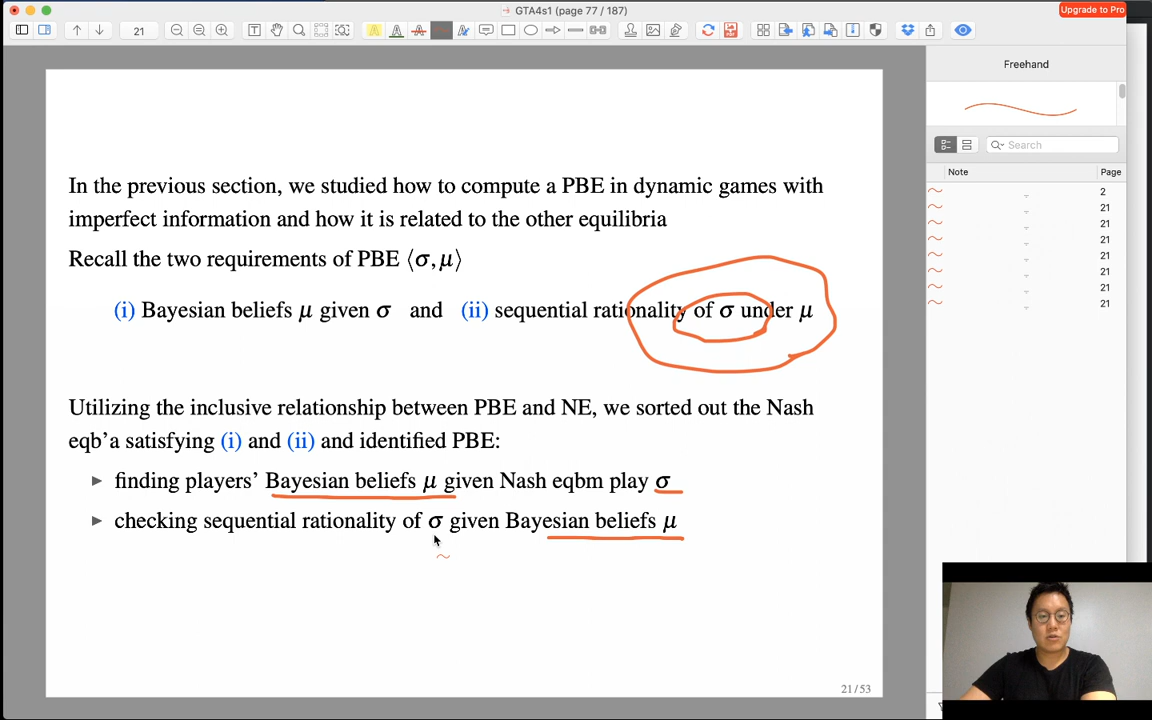 GTA4s1 (page 77 / 187)
Upgrade to Pro
21
Freehand
Search
Note Page
2
21
21
21
21
21
21
21
In the previous section, we studied how to compute a PBE in dynamic games with
imperfect information and how it is related to the other equilibria
Recall the two requirements of PBE ⟨σ, μ⟩
(i) Bayesian beliefs μ given σ and (ii) sequential rationality of σ under μ
Utilizing the inclusive relationship between PBE and NE, we sorted out the Nash
eqb'a satisfying (i) and (ii) and identified PBE:
▶ finding players' Bayesian beliefs μ given Nash eqbm play σ
▶ checking sequential rationality of σ given Bayesian beliefs μ
21/53